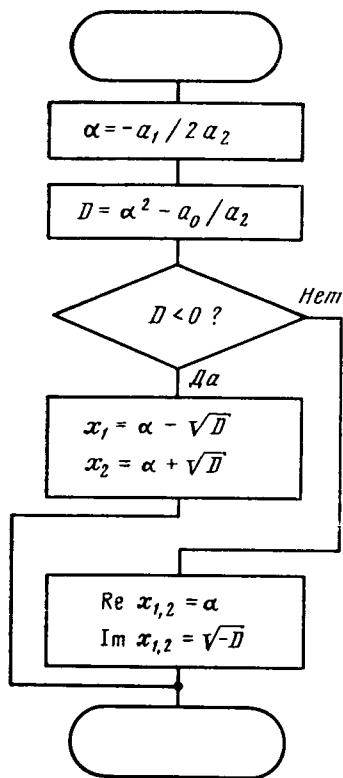 α = -a₁ / 2 a₂
D = α² - a₀ / a₂
D < 0 ?
Нет
Да
x₁ = α - √D
x₂ = α + √D
Re x₁,₂ = α
Im x₁,₂ = √-D